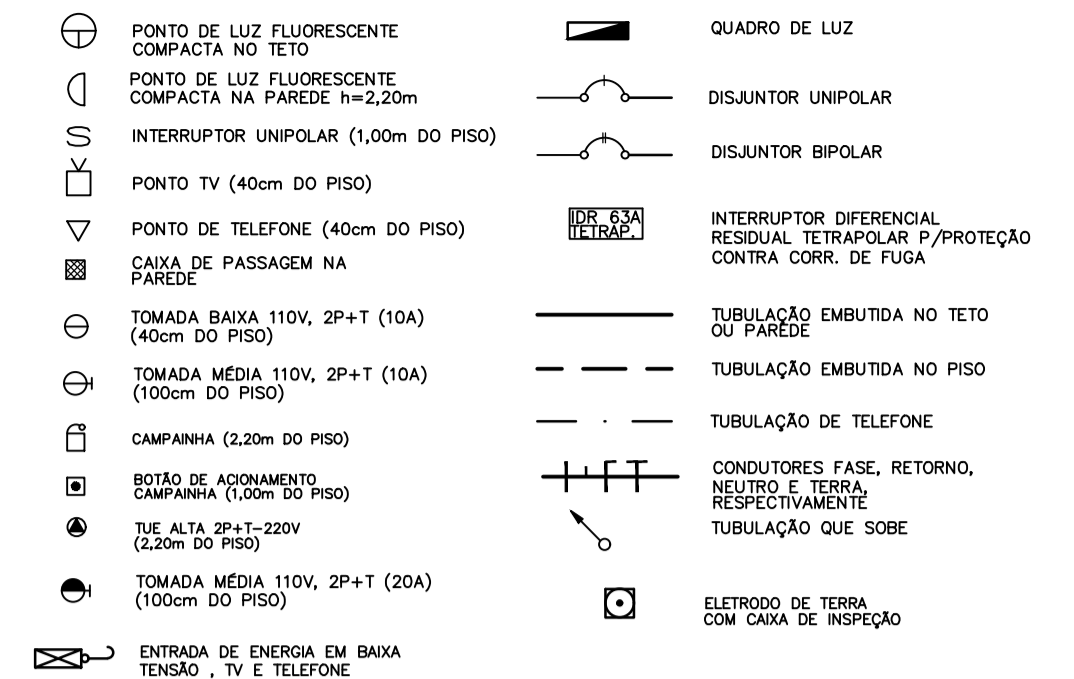 PONTO DE LUZ FLUORESCENTE
COMPACTA NO TETO
PONTO DE LUZ FLUORESCENTE
COMPACTA NA PAREDE h=2,20m
INTERRUPTOR UNIPOLAR (1,00m DO PISO)
PONTO TV (40cm DO PISO)
PONTO DE TELEFONE (40cm DO PISO)
CAIXA DE PASSAGEM NA
PAREDE
TOMADA BAIXA 110V, 2P+T (10A)
(40cm DO PISO)
TOMADA MÉDIA 110V, 2P+T (10A)
(100cm DO PISO)
CAMPAINHA (2,20m DO PISO)
BOTÃO DE ACIONAMENTO
CAMPAINHA (1,00m DO PISO)
TUE ALTA 2P+T-220V
(2,20m DO PISO)
TOMADA MÉDIA 110V, 2P+T (20A)
(100cm DO PISO)
ENTRADA DE ENERGIA EM BAIXA
TENSÃO , TV E TELEFONE
QUADRO DE LUZ
DISJUNTOR UNIPOLAR
DISJUNTOR BIPOLAR
IDR 63A
TETRAP.
INTERRUPTOR DIFERENCIAL
RESIDUAL TETRAPOLAR P/PROTEÇÃO
CONTRA CORR. DE FUGA
TUBULAÇÃO EMBUTIDA NO TETO
OU PAREDE
TUBULAÇÃO EMBUTIDA NO PISO
TUBULAÇÃO DE TELEFONE
CONDUTORES FASE, RETORNO,
NEUTRO E TERRA,
RESPECTIVAMENTE
TUBULAÇÃO QUE SOBE
ELETRODO DE TERRA
COM CAIXA DE INSPEÇÃO